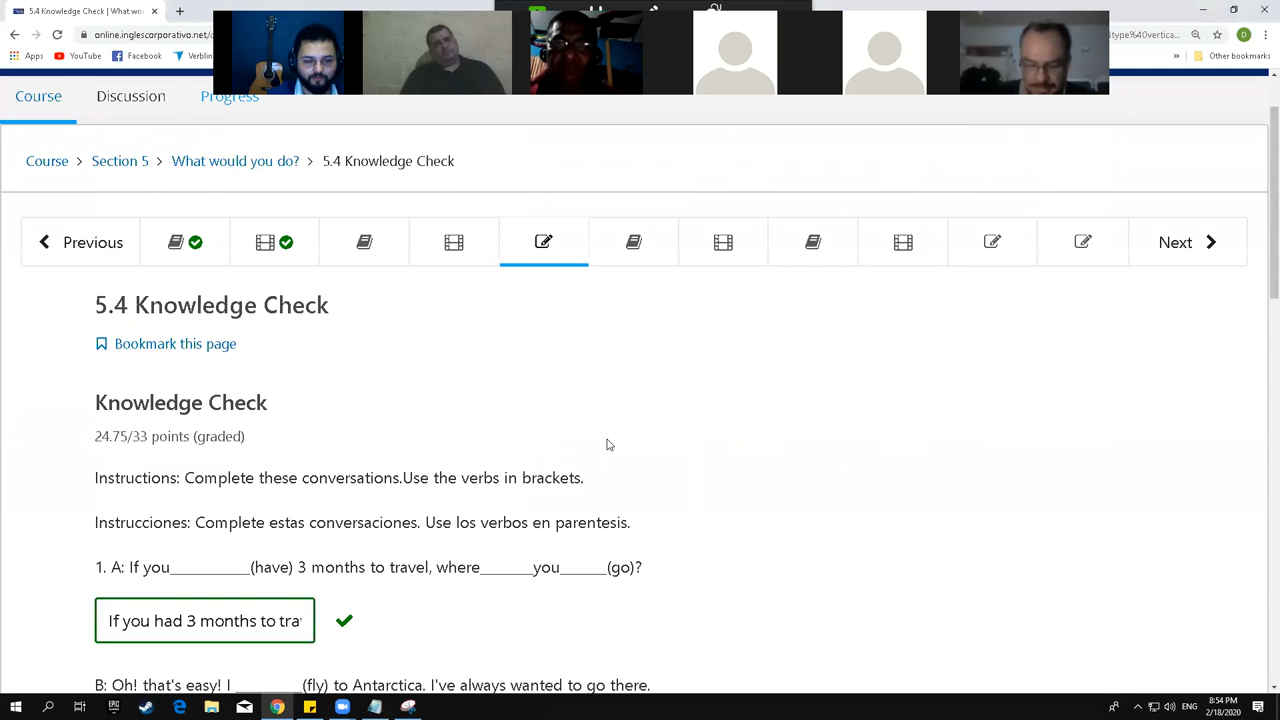 5.4 Knowledge Check | What wo
online.inglescorporativo.net/
type+vertica
D
Apps
YouTube
Facebook
Verblin
»
Other bookmarks
Course
Discussion
Progress
Course > Section 5 > What would you do? > 5.4 Knowledge Check
Previous
Next
5.4 Knowledge Check
Bookmark this page
Knowledge Check
24.75/33 points (graded)
Instructions: Complete these conversations.Use the verbs in brackets.
Instrucciones: Complete estas conversaciones. Use los verbos en parentesis.
1. A: If you__________(have) 3 months to travel, where_______you______(go)?
If you had 3 months to tra
B: Oh! that's easy! I ________(fly) to Antarctica. I've always wanted to go there.
EPIC
ENG
8:54 PM
2/18/2020